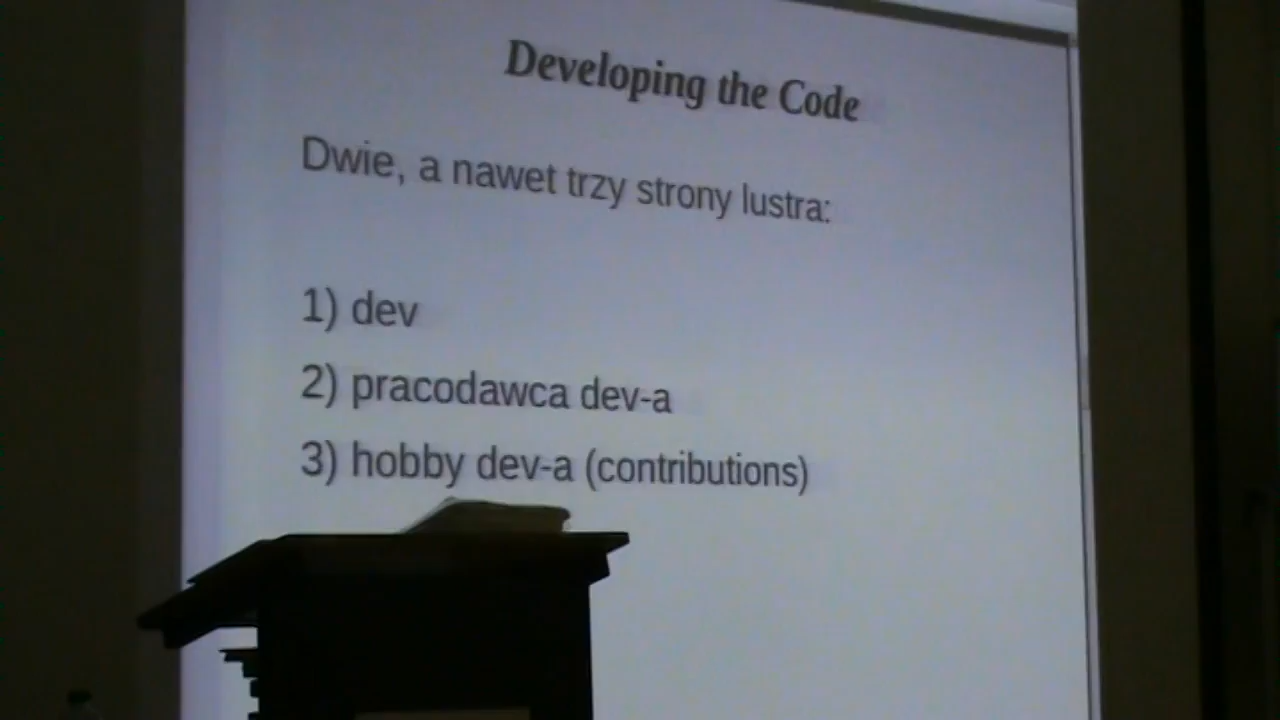 Developing the Code
Dwie, a nawet trzy strony lustra:
1) dev
2) pracodawca dev-a
3) hobby dev-a (contributions)